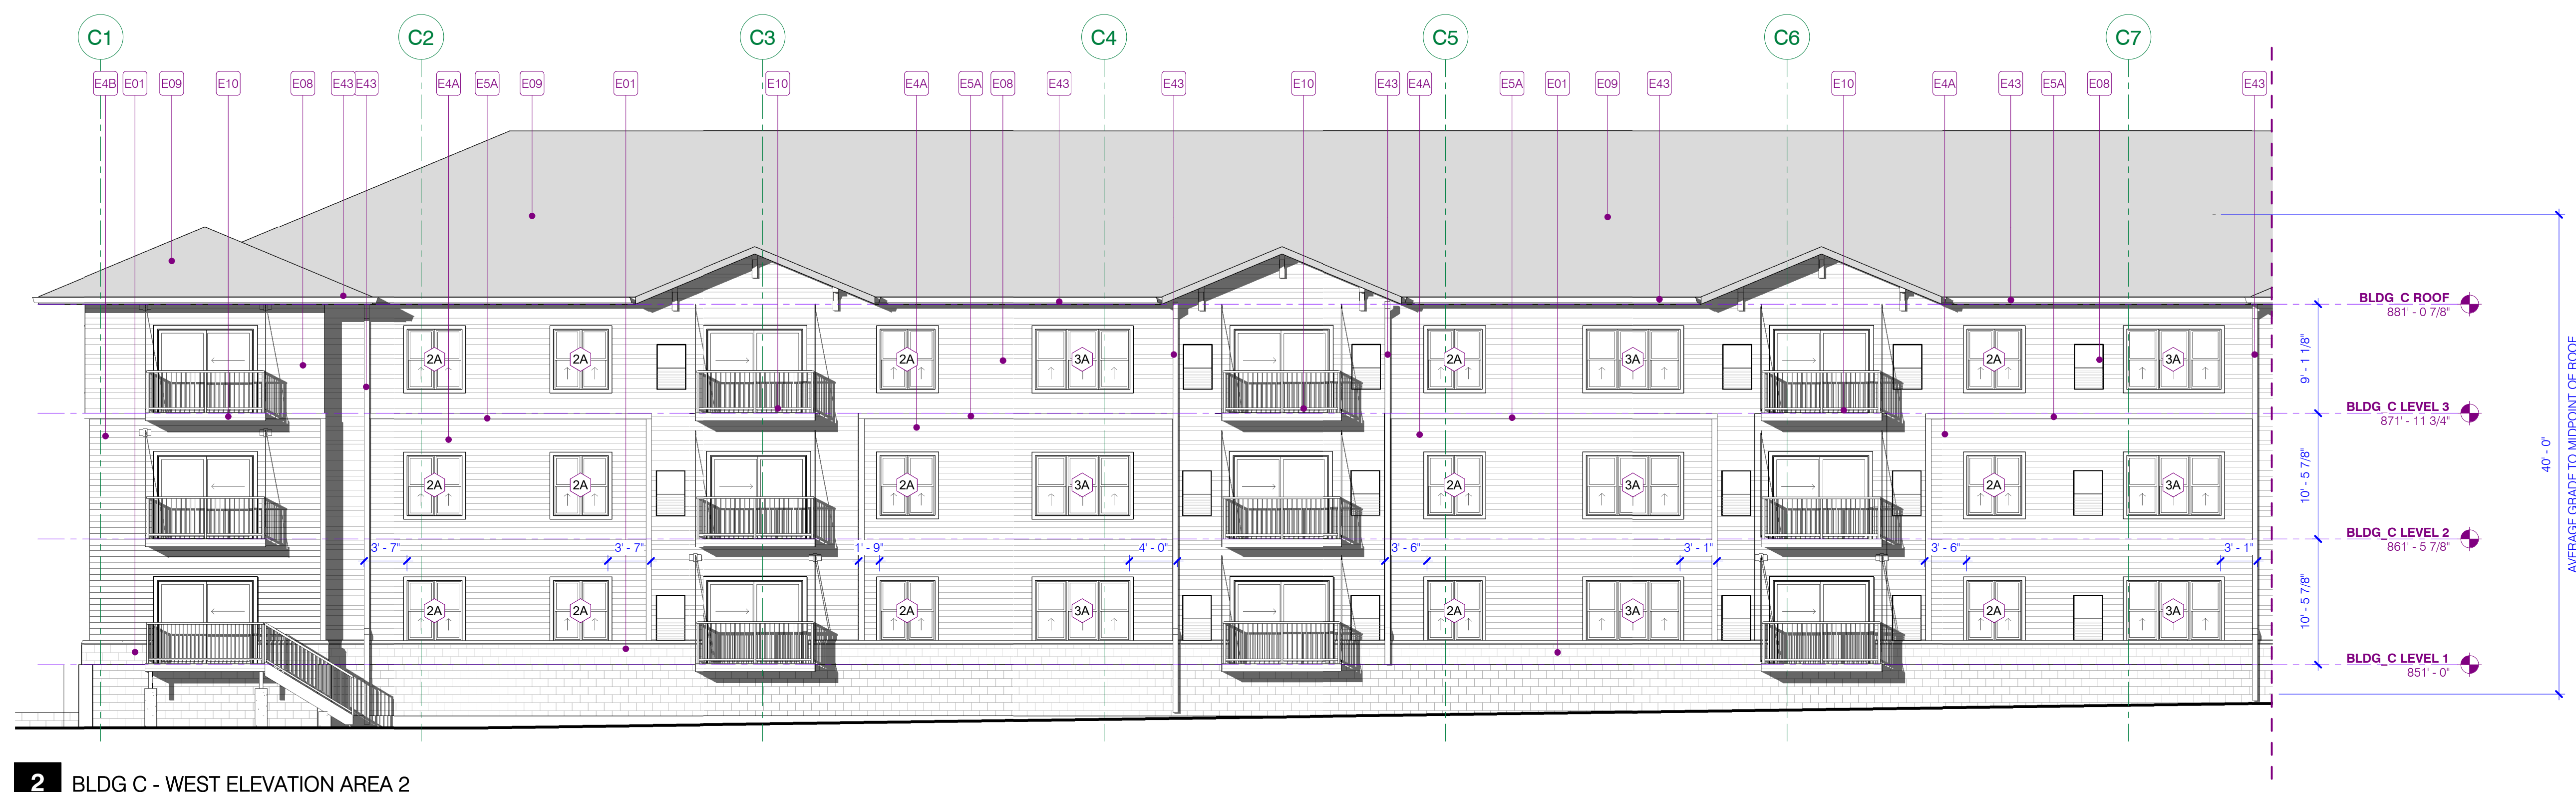 C1 C2 C3 C4 C5 C6 C7
E4B E01 E09 E10 E08 E43 E43 E4A E5A E09 E01 E10 E4A E5A E08 E43 E43 E10 E43 E4A E5A E01 E09 E43 E10 E4A E43 E5A E08 E43
BLDG_C ROOF
881' - 0 7/8"
9' - 1 1/8"
2A 2A 2A 3A 2A 3A 2A 3A
BLDG_C LEVEL 3
871' - 11 3/4"
40' - 0"
AVERAGE GRADE TO MIDPOINT OF ROOF
10' - 5 7/8"
2A 2A 2A 3A 2A 3A 2A 3A
BLDG_C LEVEL 2
861' - 5 7/8"
3' - 7" 3' - 7" 1' - 9" 4' - 0" 3' - 6" 3' - 1" 3' - 6" 3' - 1"
10' - 5 7/8"
2A 2A 2A 3A 2A 3A 2A 3A
BLDG_C LEVEL 1
851' - 0"
2 BLDG C - WEST ELEVATION AREA 2